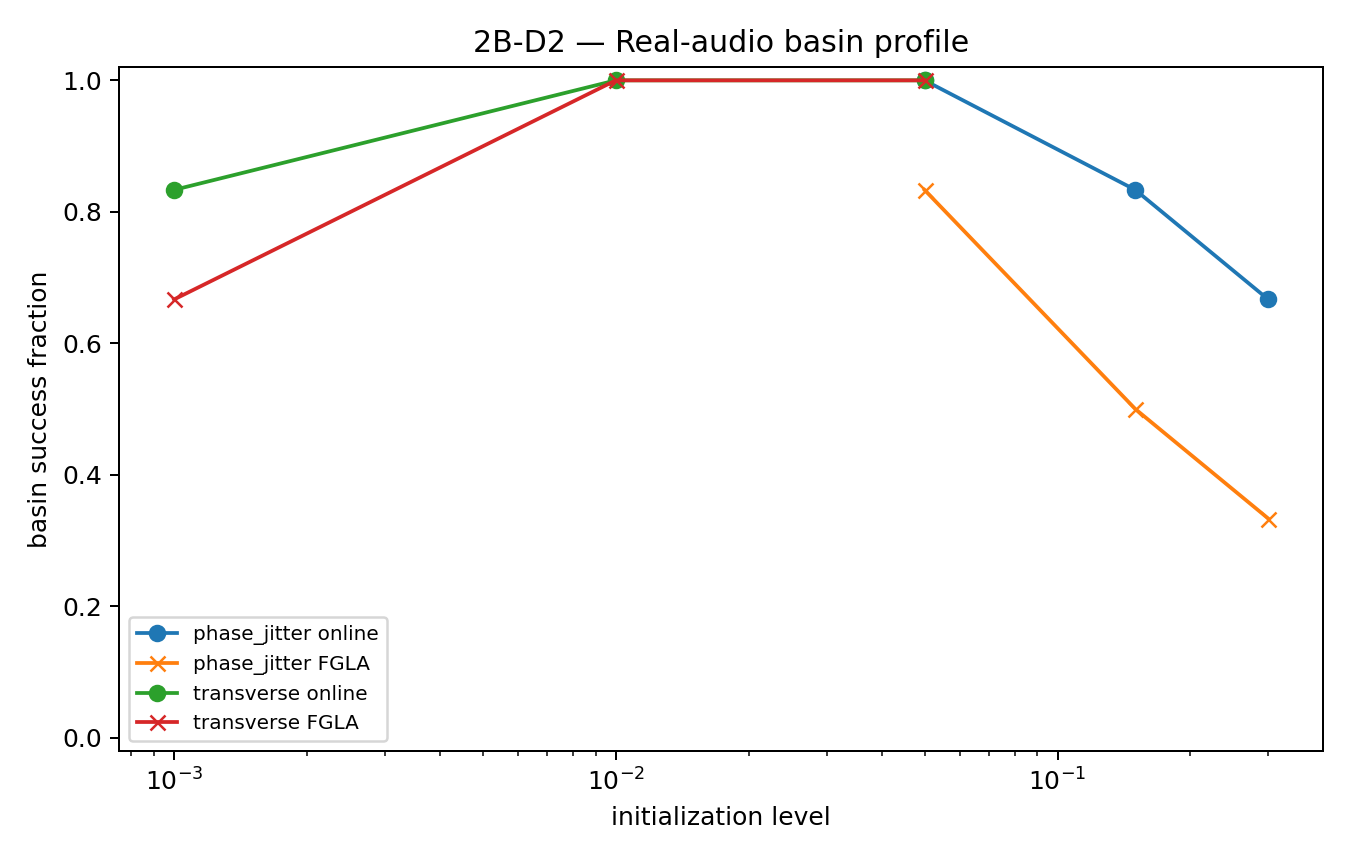 2B-D2 — Real-audio basin profile
1.0
0.8
0.6
0.4
0.2
0.0
basin success fraction
phase_jitter online
phase_jitter FGLA
transverse online
transverse FGLA
10⁻³ 10⁻² 10⁻¹
initialization level